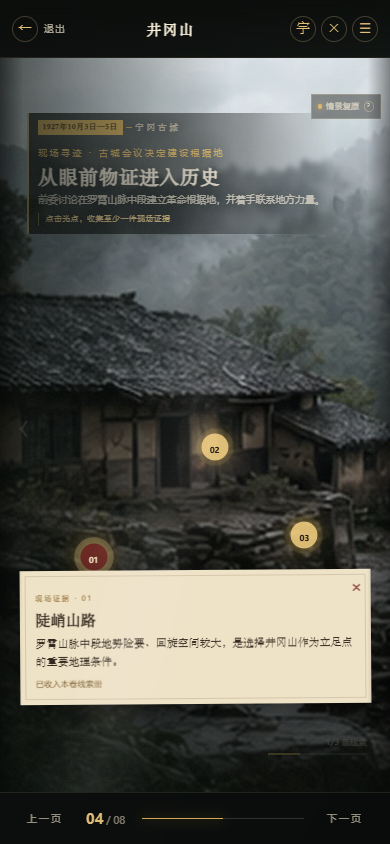 ← 退出
井冈山
字
✕
☰
情景复原 ?
1927年10月3日—5日 — 宁冈古城
现场寻迹 · 古城会议决定建设根据地
从眼前物证进入历史
前委讨论在罗霄山脉中段建立革命根据地，并着手联系地方力量。
点击亮点，收集至少一件现场证据
02
03
01
现场证据 · 01
✕
陡峭山路
罗霄山脉中段地势险要、回旋空间较大，是选择井冈山作为立足点
的重要地理条件。
已收入本卷线索册
上一页
04 / 08
下一页